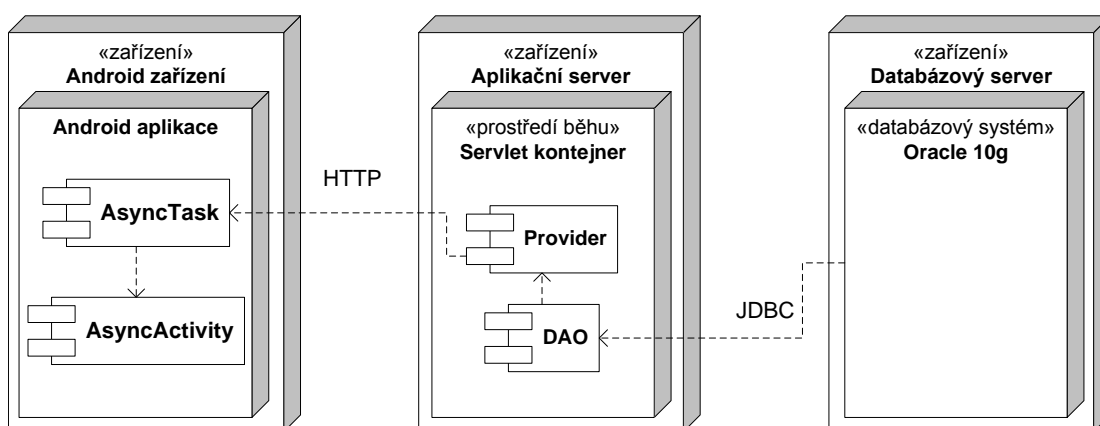 «zařízení»
Android zařízení
Android aplikace
AsyncTask
AsyncActivity
HTTP
«zařízení»
Aplikační server
«prostředí běhu»
Servlet kontejner
Provider
DAO
JDBC
«zařízení»
Databázový server
«databázový systém»
Oracle 10g